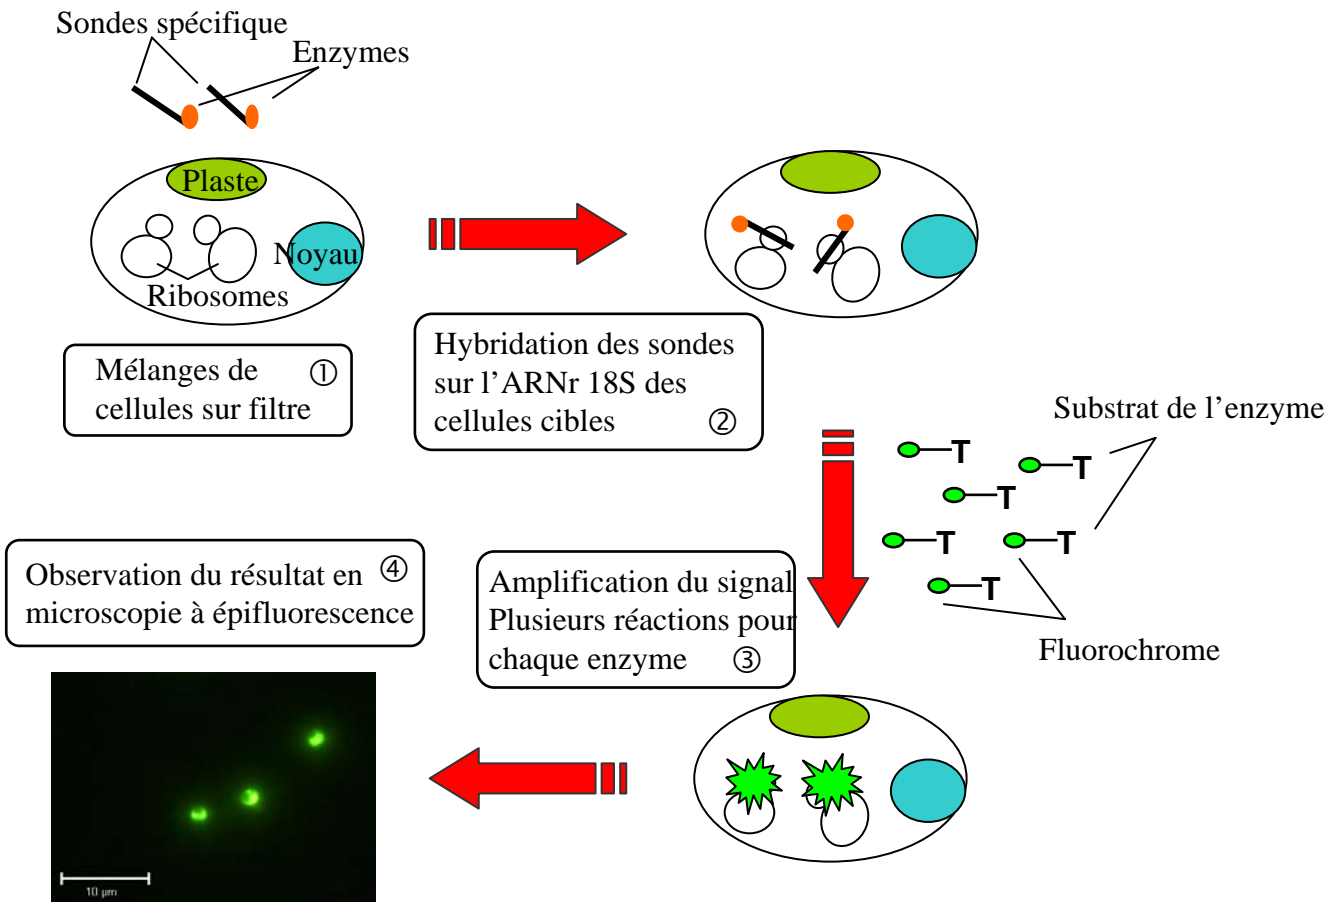 Sondes spécifique
Enzymes
Plaste
Noyau
Ribosomes
Mélanges de ①
cellules sur filtre
Hybridation des sondes
sur l’ARNr 18S des
cellules cibles ②
Substrat de l’enzyme
T
T
T
T
T
T
Fluorochrome
Amplification du signal
Plusieurs réactions pour
chaque enzyme ③
Observation du résultat en ④
microscopie à épifluorescence
10 µm